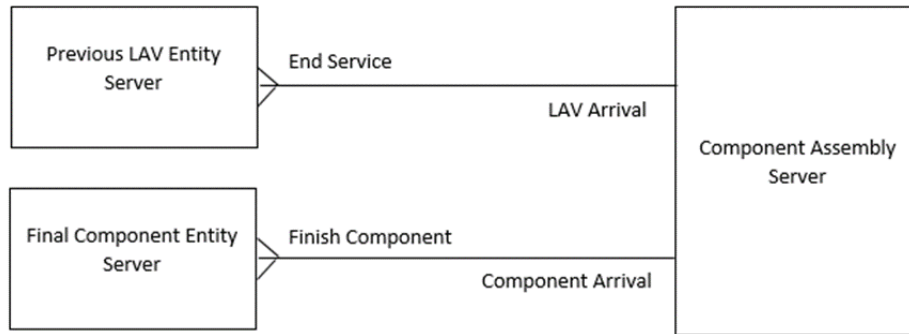 Previous LAV Entity
Server
End Service
LAV Arrival
Component Assembly
Server
Final Component Entity
Server
Finish Component
Component Arrival